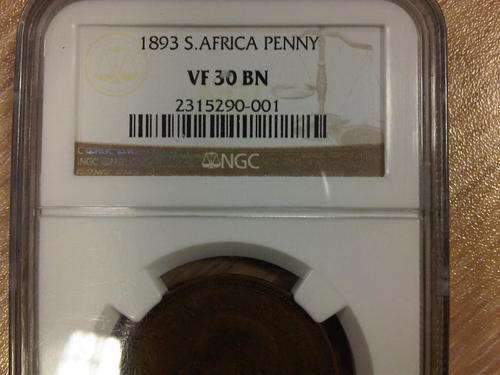 1893 S.AFRICA PENNY
VF 30 BN
2315290-001
NGC